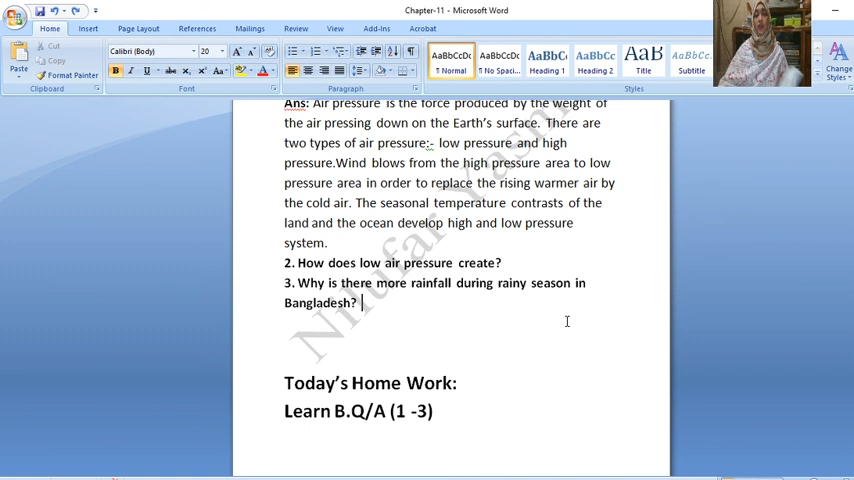 Chapter-11 - Microsoft Word
Home Insert Page Layout References Mailings Review View Add-Ins Acrobat
Cut
Copy
Paste
Format Painter
Calibri (Body) 20
Clipboard Font Paragraph Styles
AaBbCcDc AaBbCcDc AaBbC AaBbCc AaB AaBbCc.
¶ Normal ¶ No Spaci... Heading 1 Heading 2 Title Subtitle
Change
Styles
Ans: Air pressure is the force produced by the weight of
the air pressing down on the Earth's surface. There are
two types of air pressure:- low pressure and high
pressure.Wind blows from the high pressure area to low
pressure area in order to replace the rising warmer air by
the cold air. The seasonal temperature contrasts of the
land and the ocean develop high and low pressure
system.
2. How does low air pressure create?
3. Why is there more rainfall during rainy season in
Bangladesh?
Today's Home Work:
Learn B.Q/A (1 -3)
Nilufar